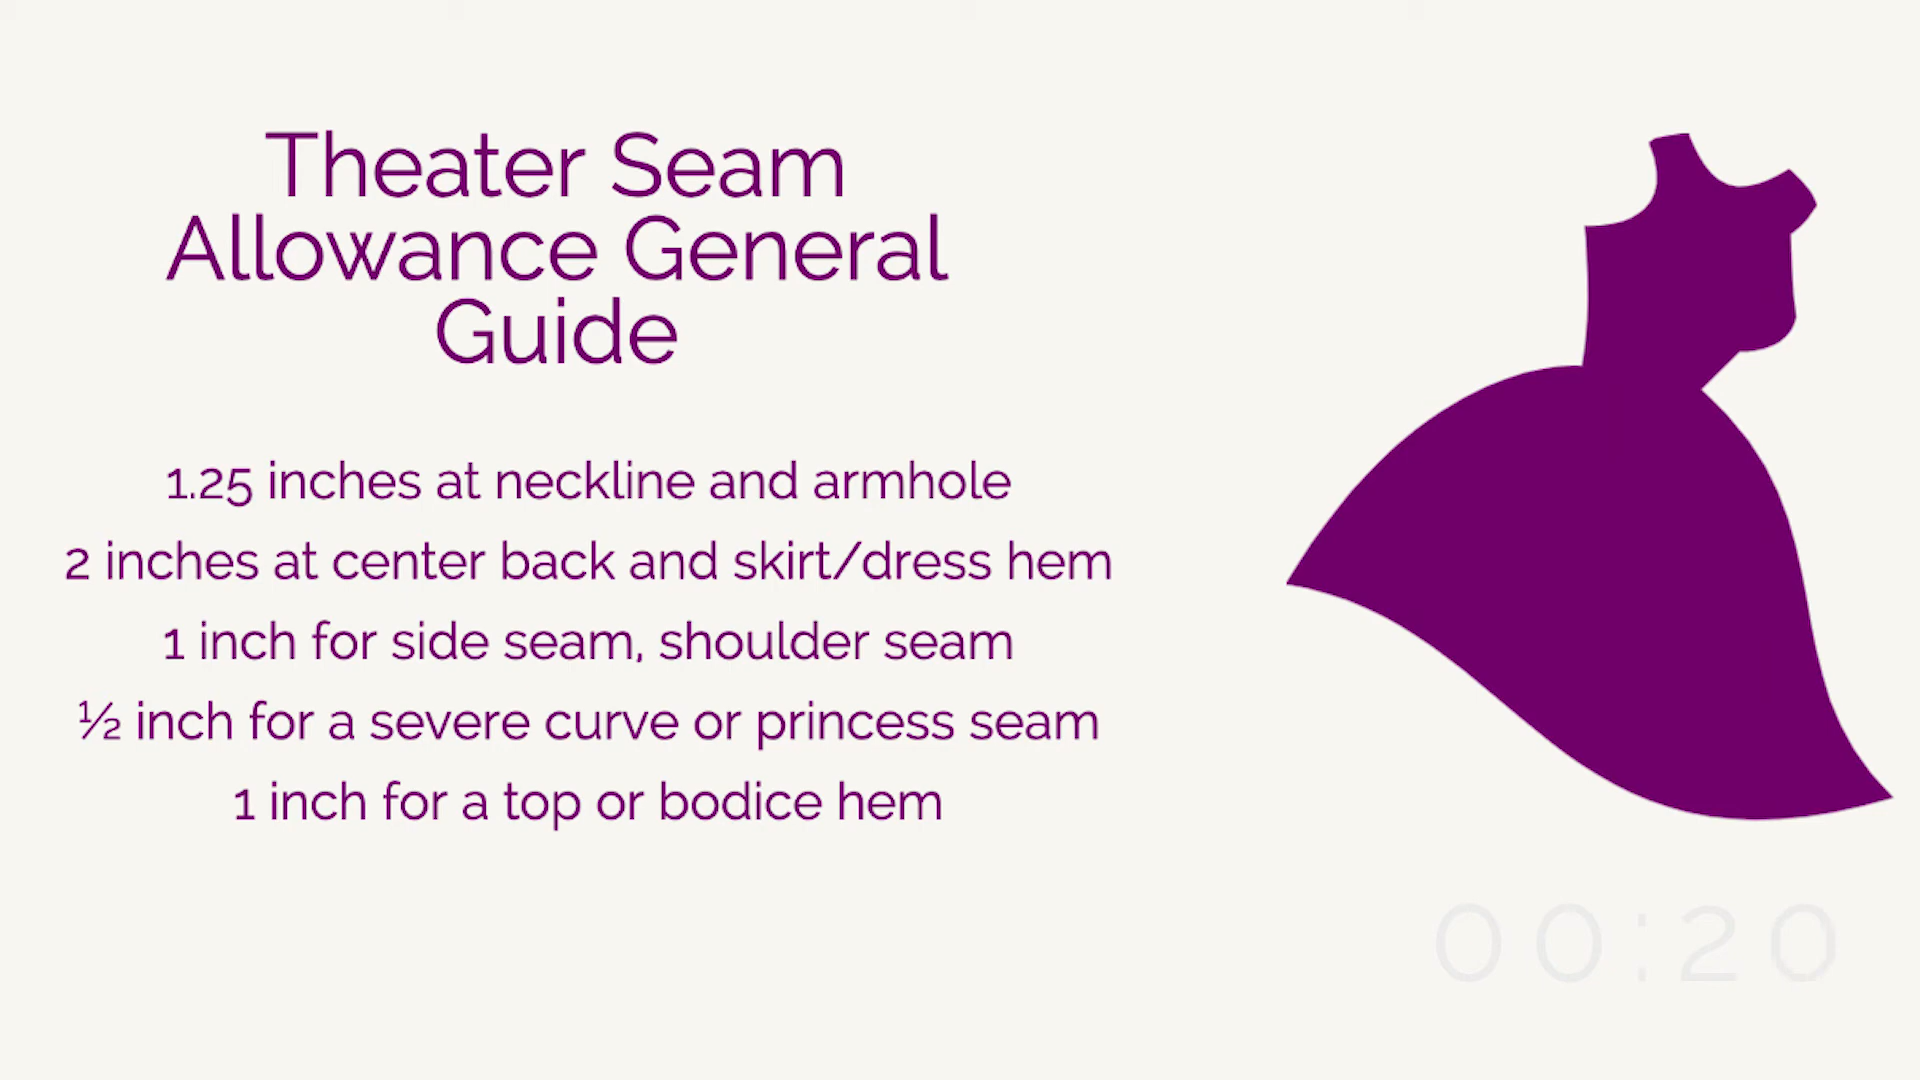 Theater Seam
Allowance General
Guide
1.25 inches at neckline and armhole
2 inches at center back and skirt/dress hem
1 inch for side seam, shoulder seam
½ inch for a severe curve or princess seam
1 inch for a top or bodice hem
00:20